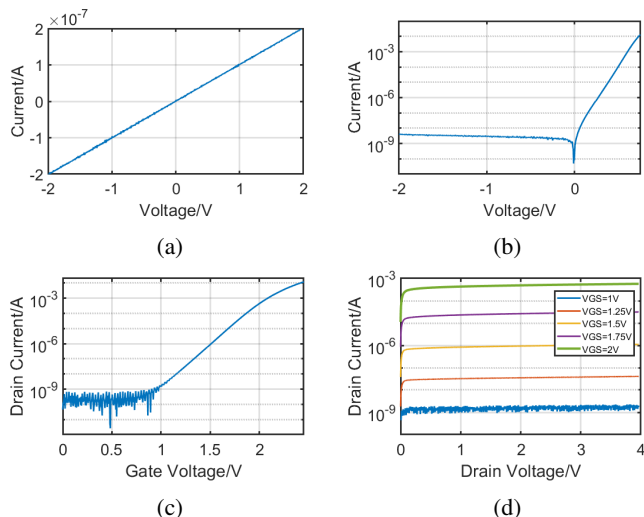 ×10⁻⁷
2
1
0
-1
-2
Current/A
-2 -1 0 1 2
Voltage/V
(a)
10⁻³
10⁻⁶
10⁻⁹
Current/A
-2 -1 0
Voltage/V
(b)
10⁻³
10⁻⁶
10⁻⁹
Drain Current/A
0 0.5 1 1.5 2
Gate Voltage/V
(c)
10⁻³
10⁻⁶
10⁻⁹
Drain Current/A
VGS=1V
VGS=1.25V
VGS=1.5V
VGS=1.75V
VGS=2V
0 1 2 3 4
Drain Voltage/V
(d)